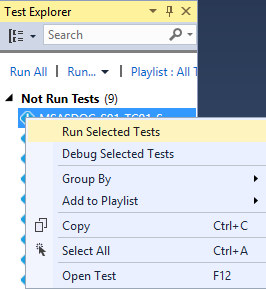 Test Explorer
Search
Run All
Run...
Playlist : All T
Not Run Tests (9)
Run Selected Tests
Debug Selected Tests
Group By
Add to Playlist
Copy Ctrl+C
Select All Ctrl+A
Open Test F12